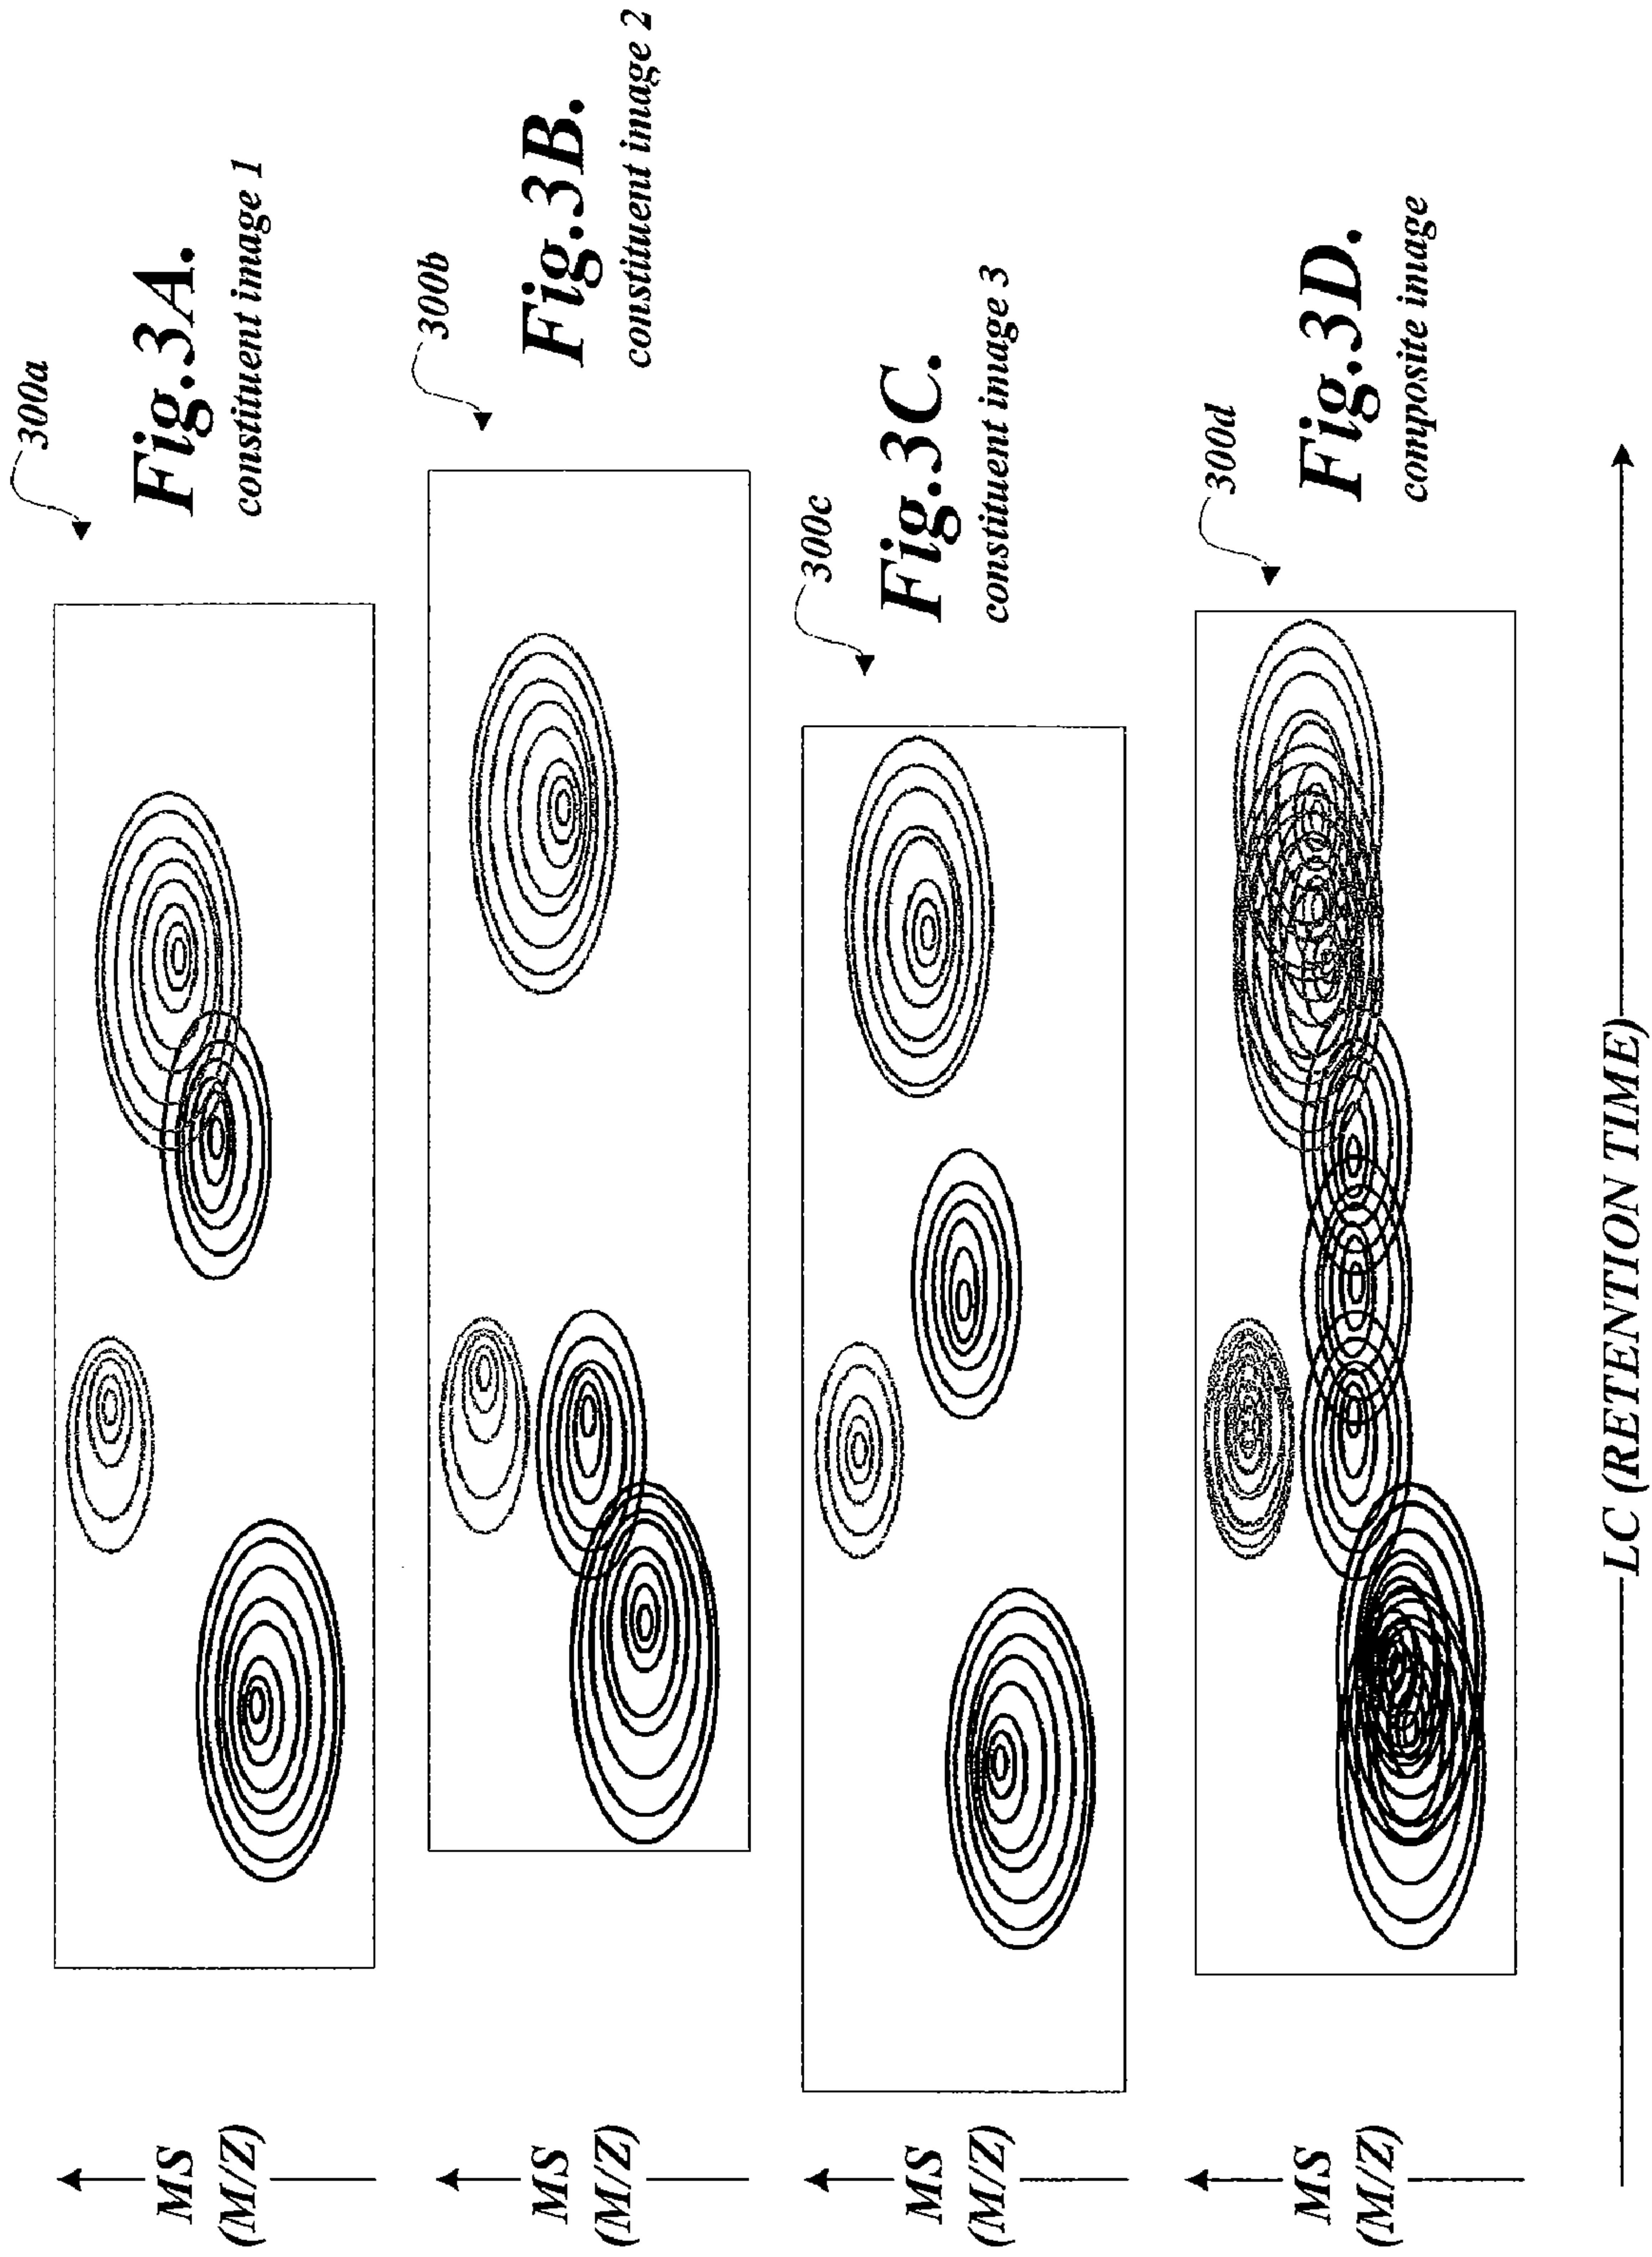 300a
Fig.3A.
constituent image 1
MS
(M/Z)
300b
Fig.3B.
constituent image 2
MS
(M/Z)
300c
Fig.3C.
constituent image 3
MS
(M/Z)
300d
Fig.3D.
composite image
MS
(M/Z)
LC (RETENTION TIME)